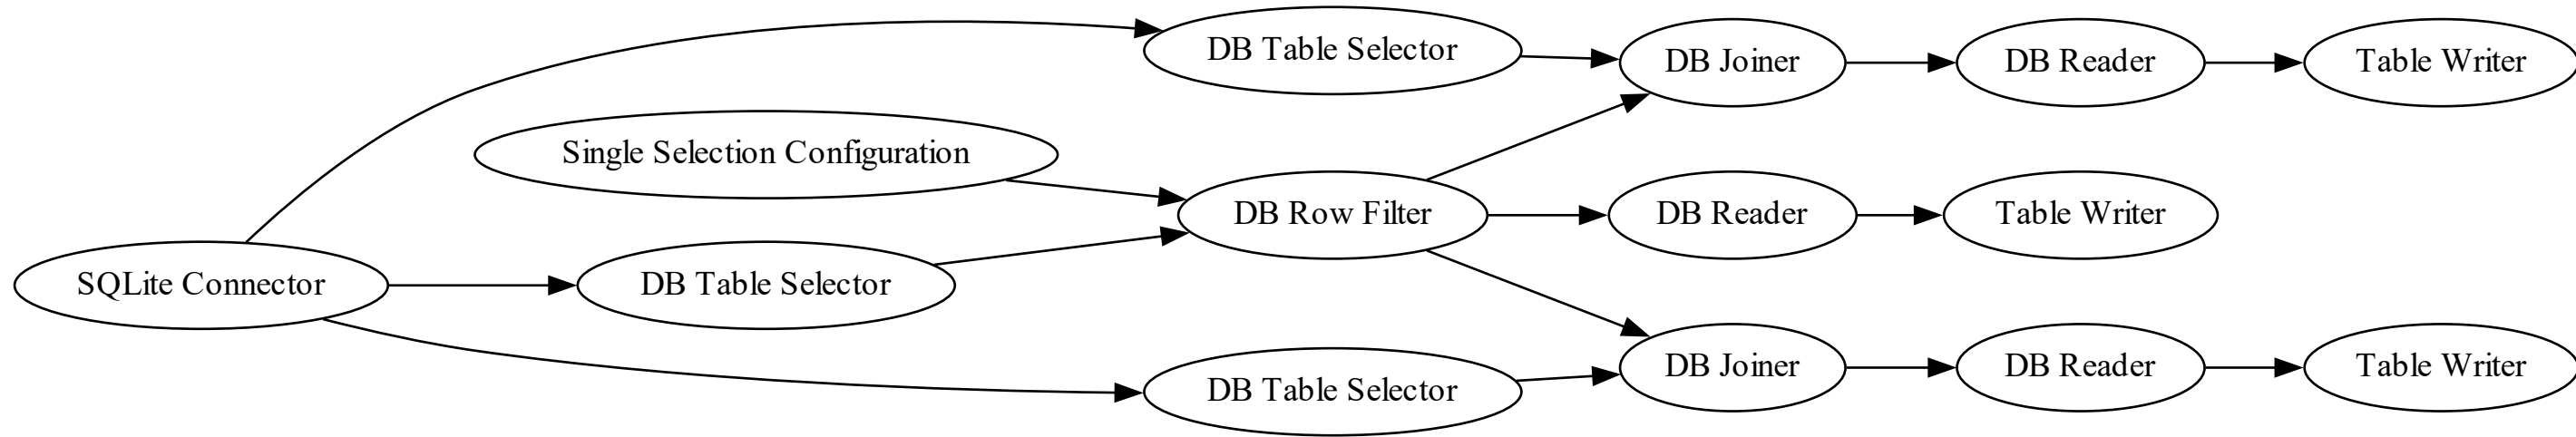 DB Table Selector
DB Joiner
DB Reader
Table Writer
Single Selection Configuration
DB Row Filter
DB Reader
Table Writer
SQLite Connector
DB Table Selector
DB Table Selector
DB Joiner
DB Reader
Table Writer